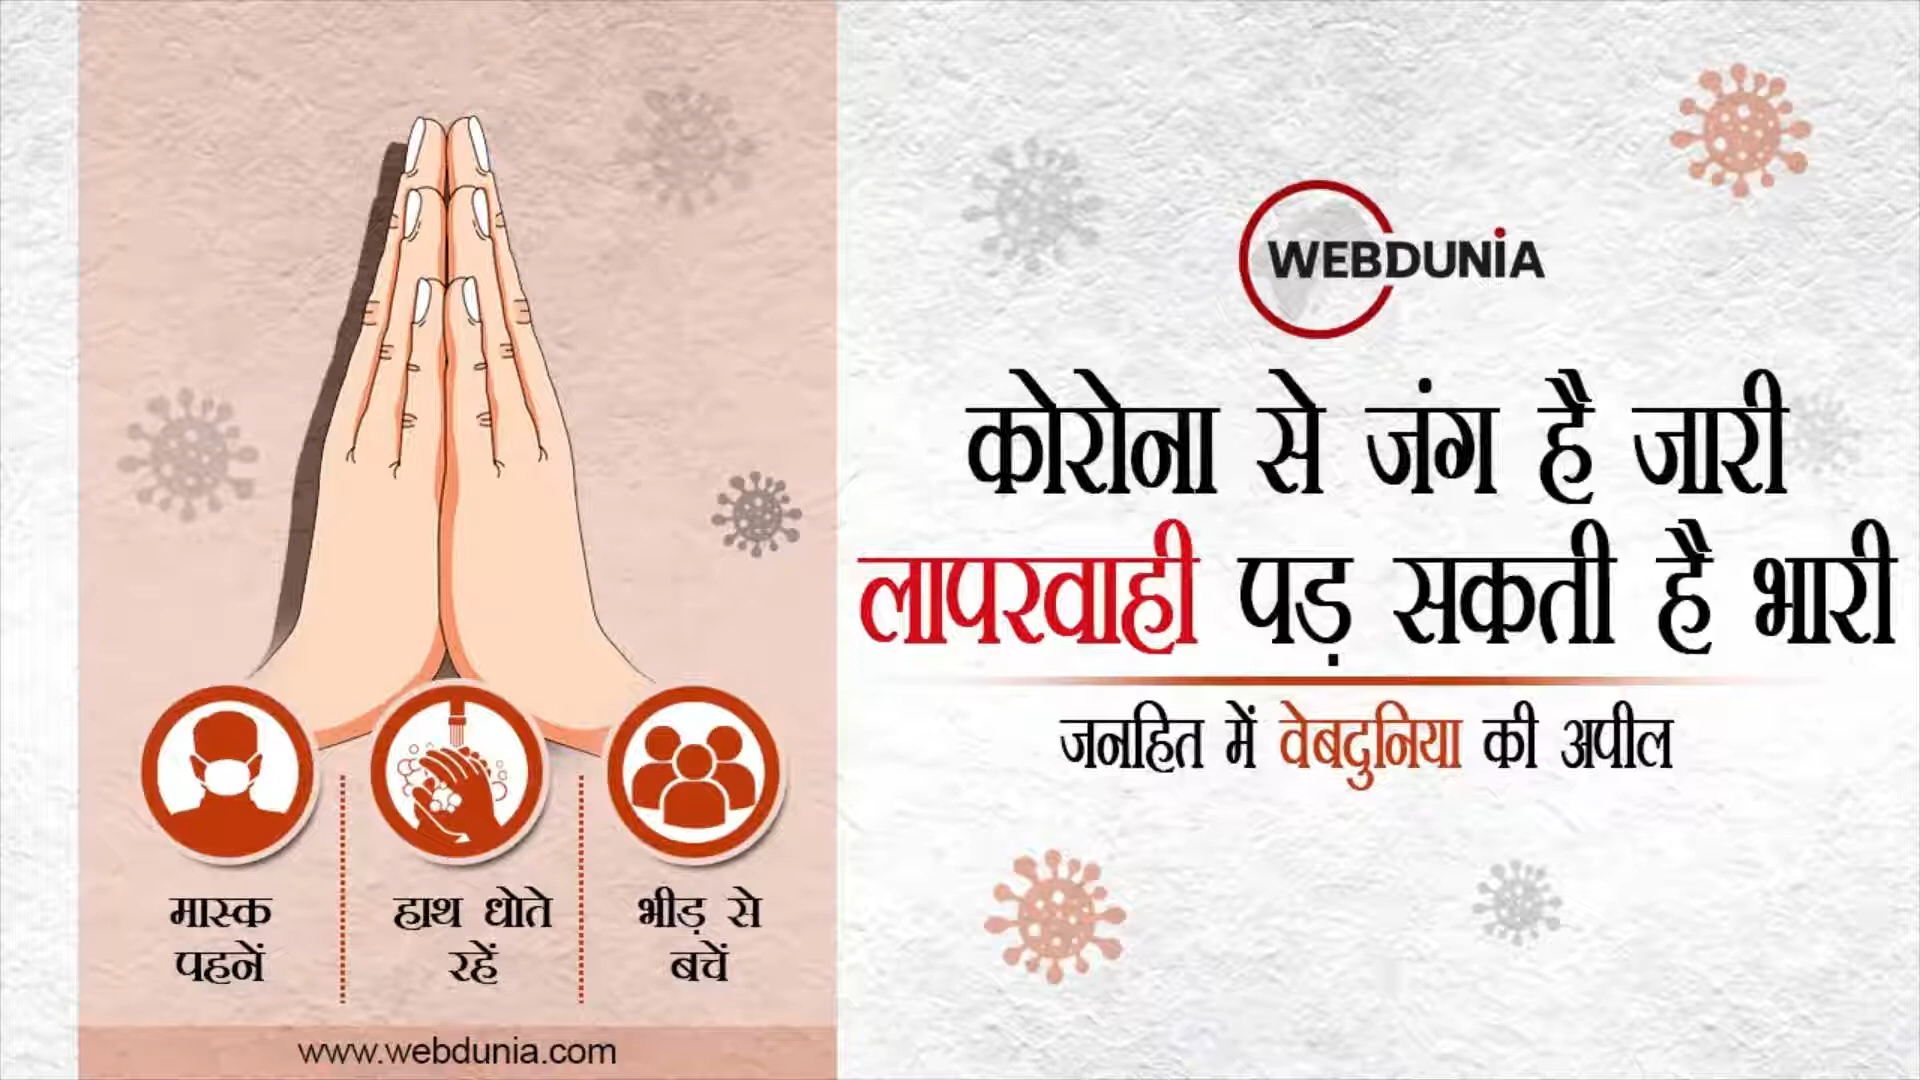 WEBDUNIA
कोरोना से जंग है जारी
लापरवाही पड़ सकती है भारी
जनहित में वेबदुनिया की अपील
मास्क
पहनें
हाथ धोते
रहें
भीड़ से
बचें
www.webdunia.com